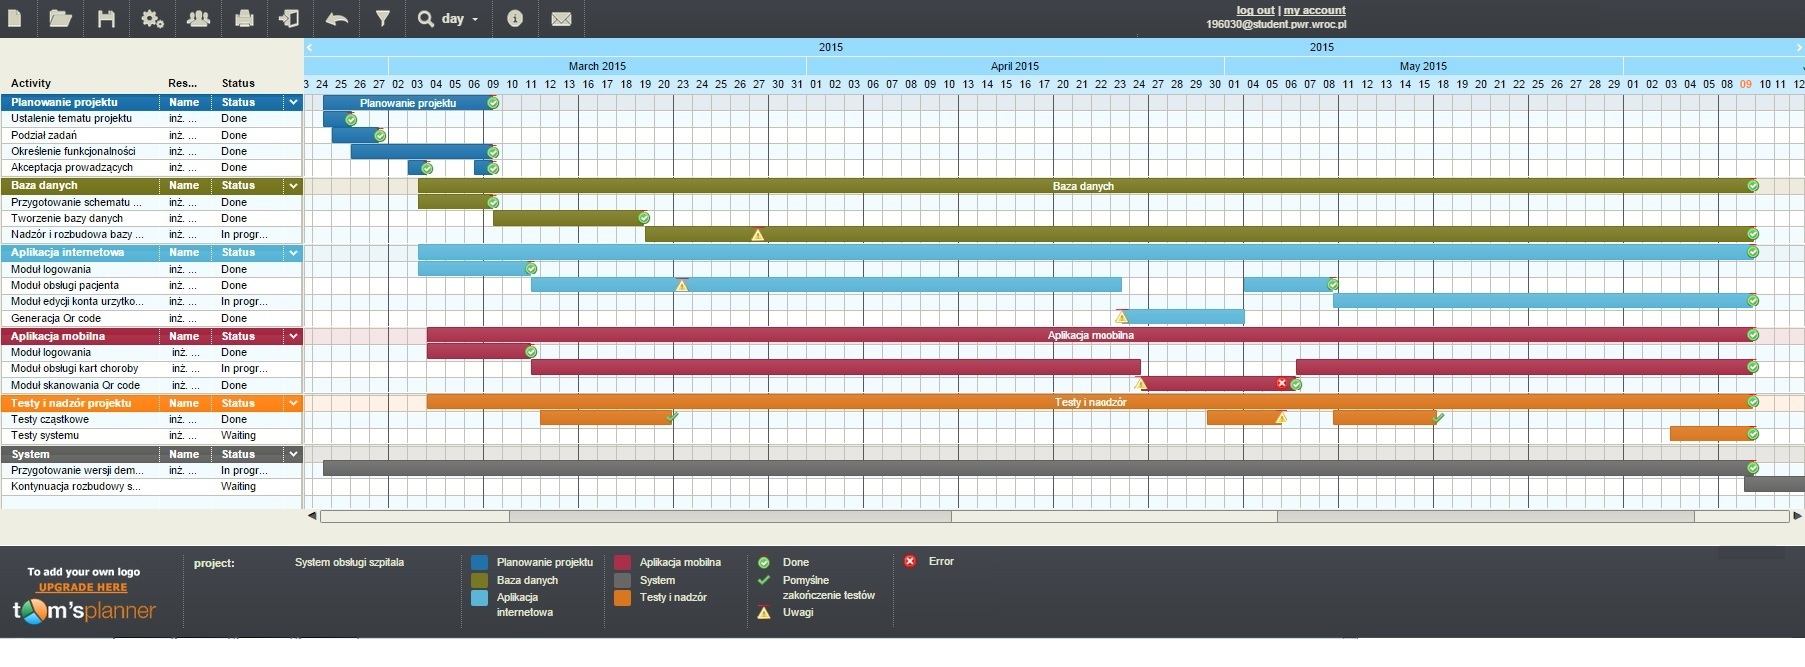 day
log out | my account
196030@student.pwr.wroc.pl
2015 2015
March 2015 April 2015 May 2015
Activity Res... Status 3 24 25 26 27 02 03 04 05 06 09 10 11 12 13 16 17 18 19 20 23 24 25 26 27 30 31 01 02 03 06 07 08 09 10 13 14 15 16 17 20 21 22 23 24 27 28 29 30 01 04 05 06 07 08 11 12 13 14 15 18 19 20 21 22 25 26 27 28 29 01 02 03 04 05 08 09 10 11 12
Planowanie projektu Name Status Planowanie projektu
Ustalenie tematu projektu inż. ... Done
Podział zadań inż. ... Done
Określenie funkcjonalności inż. ... Done
Akceptacja prowadzących inż. ... Done
Baza danych Name Status Baza danych
Przygotowanie schematu ... inż. ... Done
Tworzenie bazy danych inż. ... Done
Nadzór i rozbudowa bazy ... inż. ... In progr...
Aplikacja internetowa Name Status
Moduł logowania inż. ... Done
Moduł obsługi pacjenta inż. ... Done
Moduł edycji konta urzytko... inż. ... In progr...
Generacja Qr code inż. ... Done
Aplikacja mobilna Name Status Aplikacja mobilna
Moduł logowania inż. ... Done
Moduł obsługi kart choroby inż. ... In progr...
Moduł skanowania Qr code inż. ... Done
Testy i nadzór projektu Name Status Testy i nadzór
Testy cząstkowe inż. ... Done
Testy systemu inż. ... Waiting
System Name Status
Przygotowanie wersji dem... inż. ... In progr...
Kontynuacja rozbudowy s... Waiting
To add your own logo
UPGRADE HERE
tom'splanner
project: System obsługi szpitala
Planowanie projektu
Baza danych
Aplikacja
internetowa
Aplikacja mobilna
System
Testy i nadzór
Done
Pomyślne
zakończenie testów
Uwagi
Error